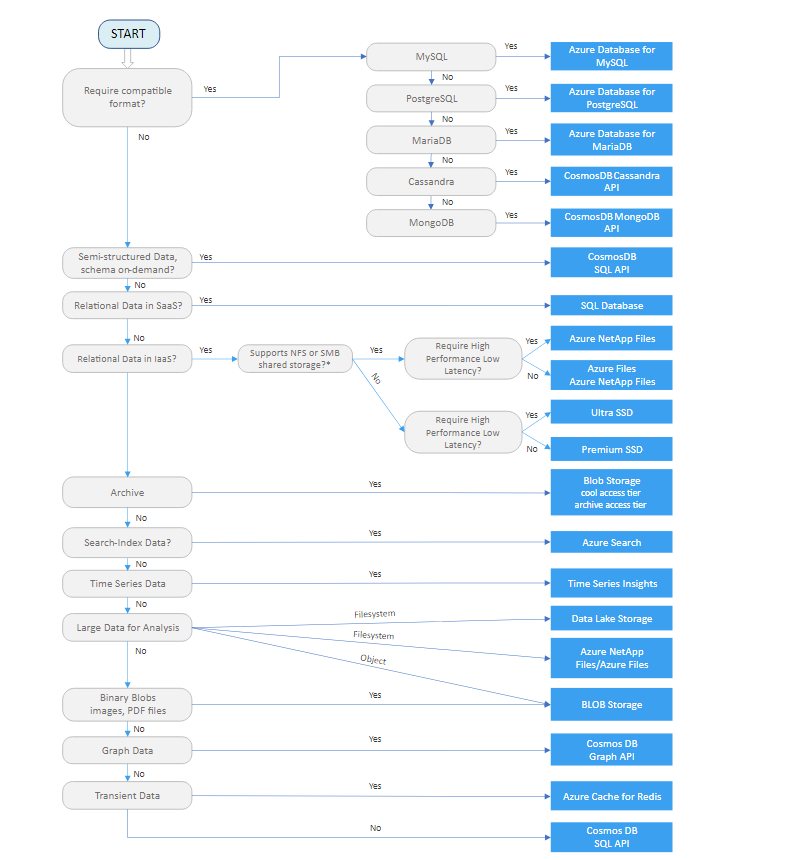 START
Require compatible
format?
Yes
No
MySQL
Yes
Azure Database for
MySQL
No
PostgreSQL
Yes
Azure Database for
PostgreSQL
No
MariaDB
Yes
Azure Database for
MariaDB
No
Cassandra
Yes
CosmosDB Cassandra
API
No
MongoDB
Yes
CosmosDB MongoDB
API
Semi-structured Data,
schema on-demand?
Yes
CosmosDB
SQL API
No
Relational Data in SaaS?
Yes
SQL Database
No
Relational Data in IaaS?
Yes
Supports NFS or SMB
shared storage?*
Yes
Require High
Performance Low
Latency?
Yes
Azure NetApp Files
No
Azure Files
Azure NetApp Files
No
Require High
Performance Low
Latency?
Yes
Ultra SSD
No
Premium SSD
Archive
Yes
Blob Storage
cool access tier
archive access tier
No
Search-Index Data?
Yes
Azure Search
No
Time Series Data
Yes
Time Series Insights
No
Large Data for Analysis
Filesystem
Data Lake Storage
Filesystem
Azure NetApp
Files/Azure Files
Object
No
Binary Blobs
images, PDF files
Yes
BLOB Storage
No
Graph Data
Yes
Cosmos DB
Graph API
No
Transient Data
Yes
Azure Cache for Redis
No
Cosmos DB
SQL API